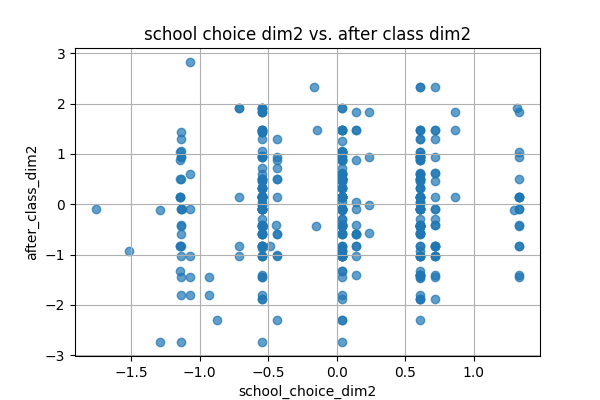 school choice dim2 vs. after class dim2
after_class_dim2
3
2
1
0
−1
−2
−3
−1.5 −1.0 −0.5 0.0 0.5 1.0
school_choice_dim2